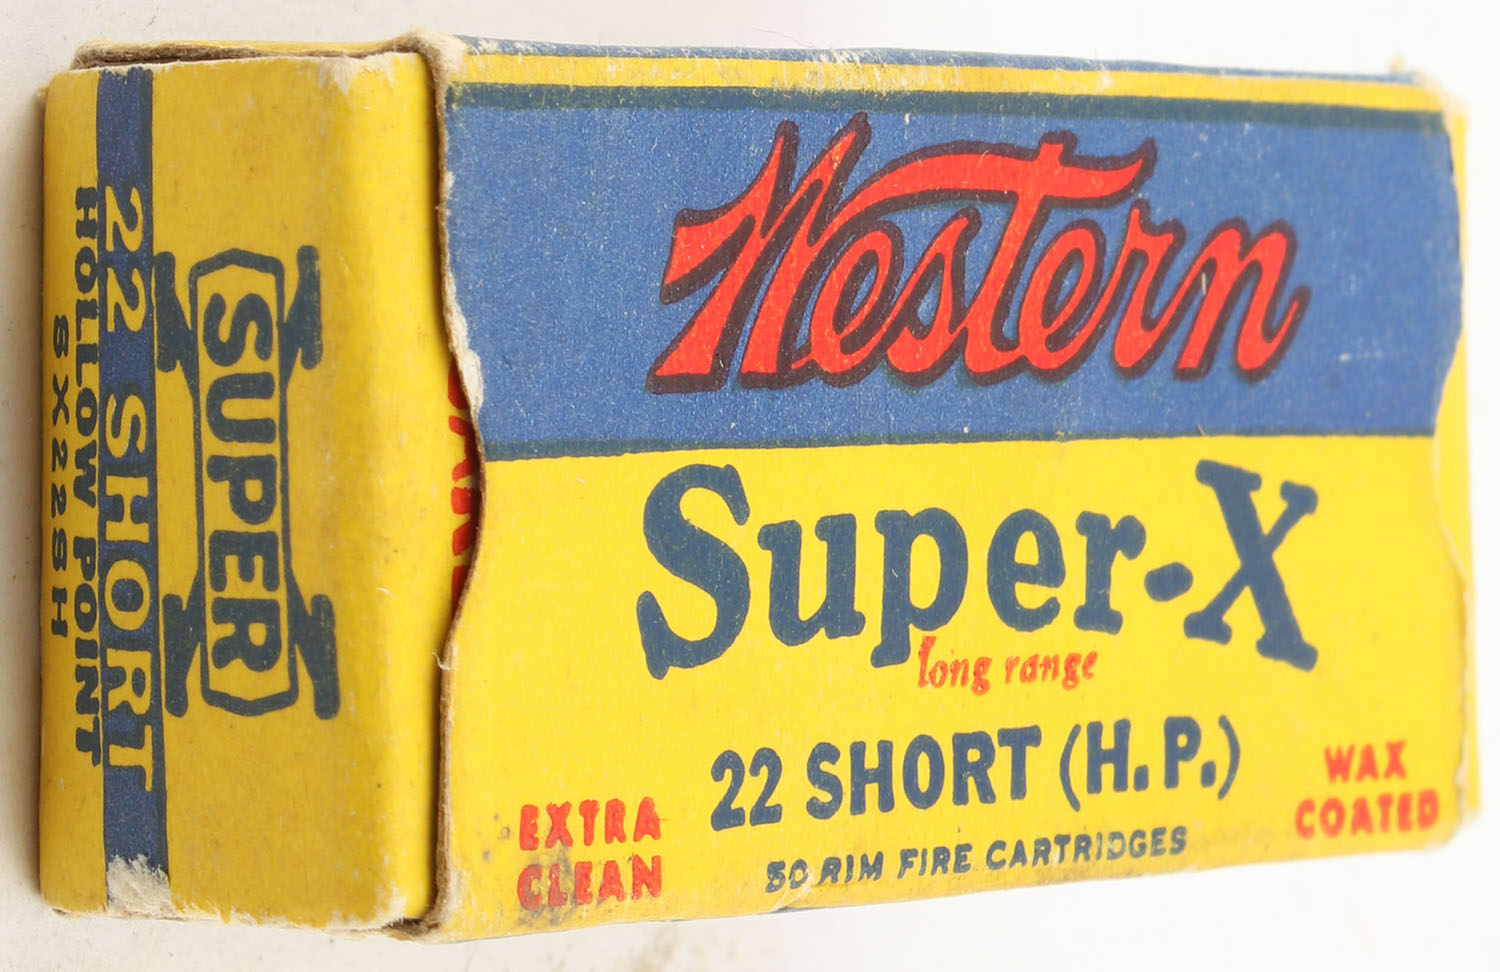 Western
Super-X
long range
22 SHORT (H.P.)
50 RIM FIRE CARTRIDGES
EXTRA
CLEAN
WAX
COATED
SUPER
22 SHORT
HOLLOW POINT
SX22SH